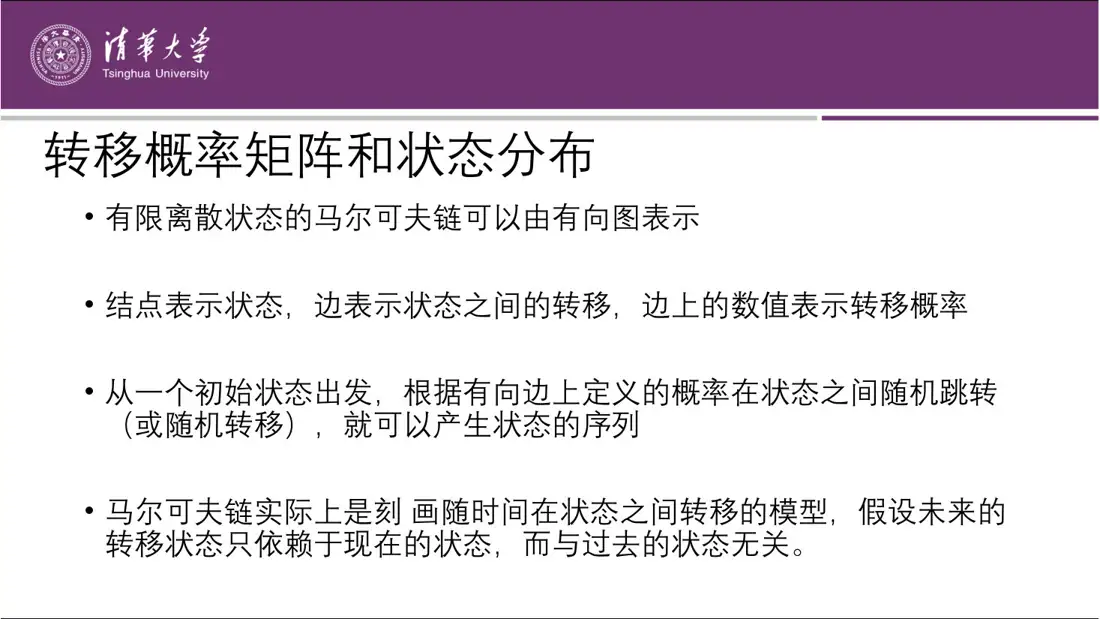 清华大学
Tsinghua University
转移概率矩阵和状态分布
• 有限离散状态的马尔可夫链可以由有向图表示
• 结点表示状态，边表示状态之间的转移，边上的数值表示转移概率
• 从一个初始状态出发，根据有向边上定义的概率在状态之间随机跳转
（或随机转移），就可以产生状态的序列
• 马尔可夫链实际上是刻 画随时间在状态之间转移的模型，假设未来的
转移状态只依赖于现在的状态，而与过去的状态无关。